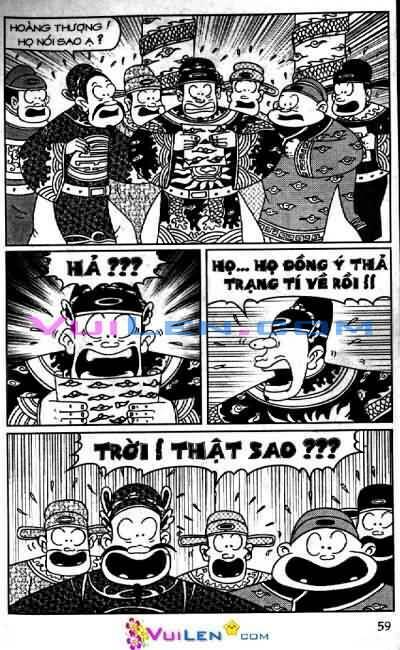 HOÀNG THƯỢNG!
HỌ NÓI SAO Ạ?
HẢ ???
HỌ... HỌ ĐỒNG Ý THẢ
TRẠNG TÍ VỀ RỒI !!
VUILEN.COM
TRỜI! THẬT SAO ???
59
VUILEN.COM